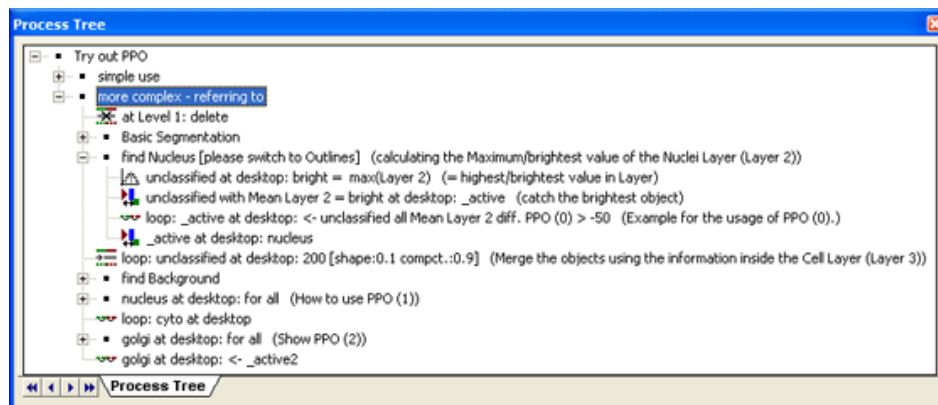 Process Tree
Try out PPO
simple use
more complex - referring to
at Level 1: delete
Basic Segmentation
find Nucleus [please switch to Outlines] (calculating the Maximum/brightest value of the Nuclei Layer (Layer 2))
unclassified at desktop: bright = max(Layer 2) (= highest/brightest value in Layer)
unclassified with Mean Layer 2 = bright at desktop: _active (catch the brightest object)
loop: _active at desktop: <- unclassified all Mean Layer 2 diff. PPO (0) > -50 (Example for the usage of PPO (0).)
_active at desktop: nucleus
loop: unclassified at desktop: 200 [shape:0.1 compct.:0.9] (Merge the objects using the information inside the Cell Layer (Layer 3))
find Background
nucleus at desktop: for all (How to use PPO (1))
loop: cyto at desktop
golgi at desktop: for all (Show PPO (2))
golgi at desktop: <- _active2
Process Tree